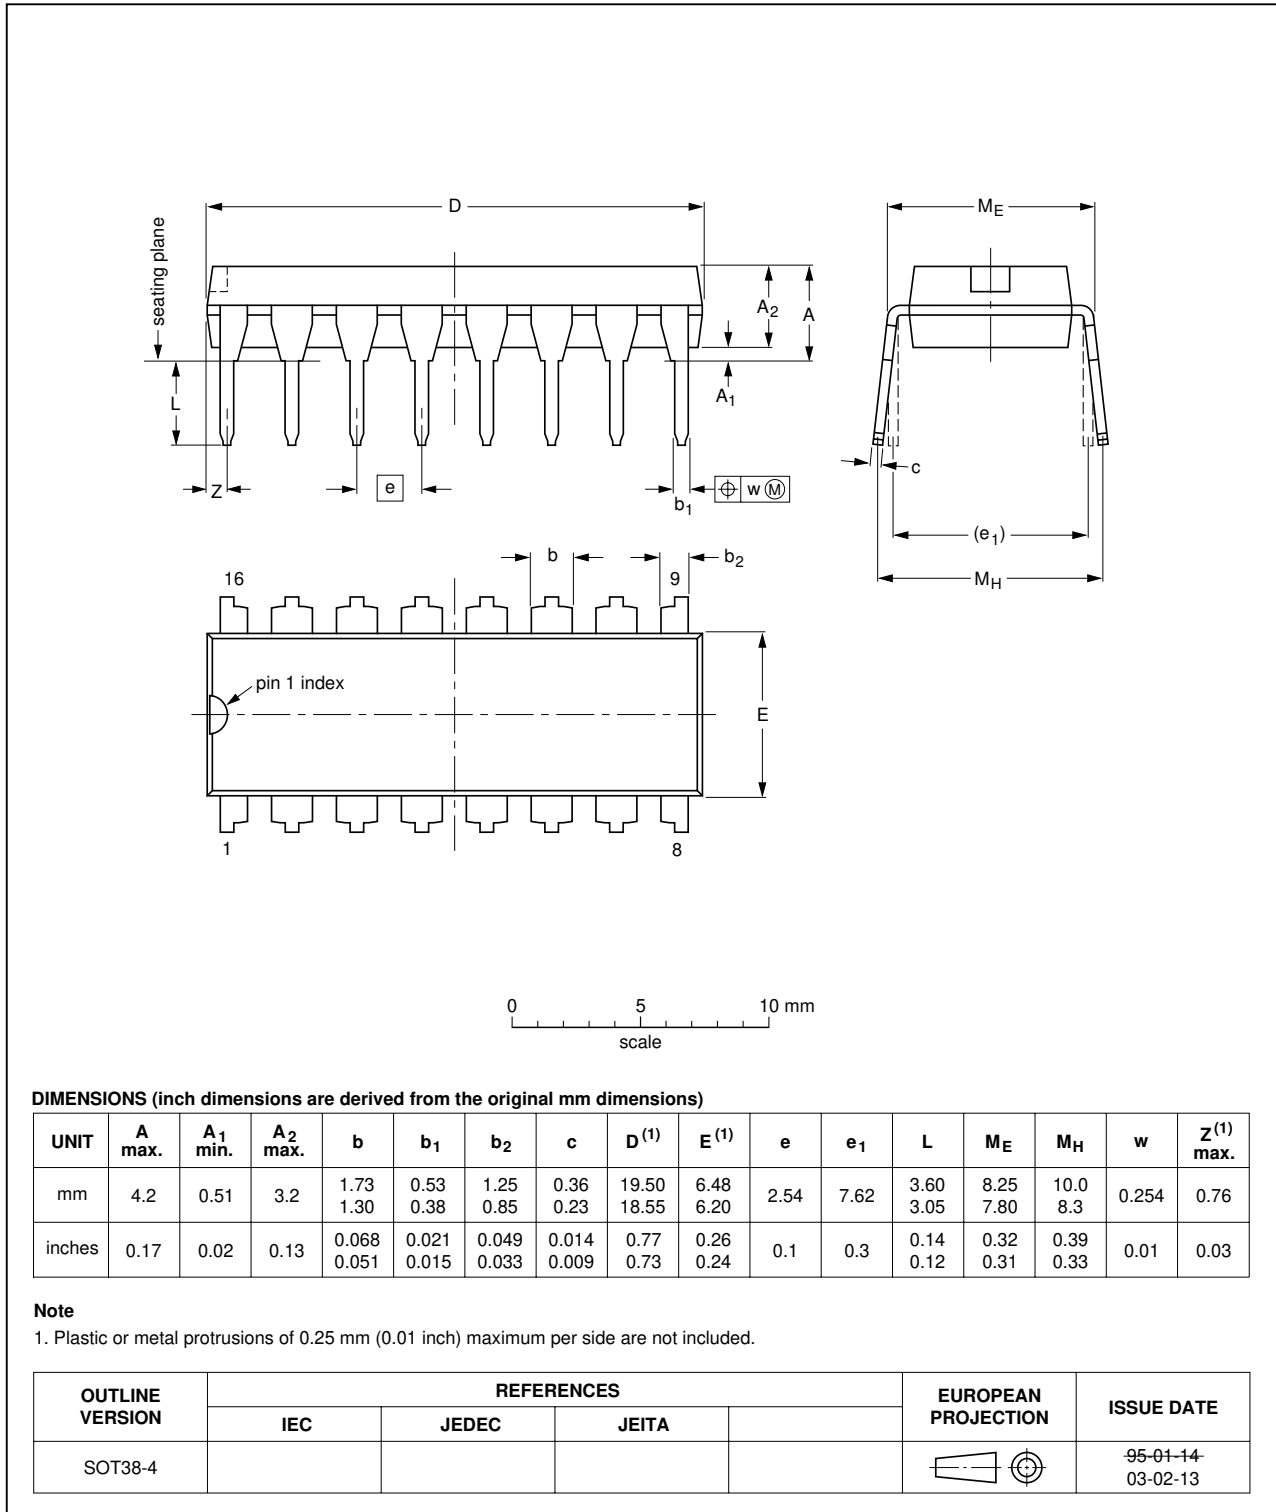 D
ME
seating plane
A2
A
A1
L
Z
e
b1
w M
c
(e1)
MH
b
b2
16
9
pin 1 index
E
1
8
0 5 10 mm
scale
DIMENSIONS (inch dimensions are derived from the original mm dimensions)
UNIT A max. A1 min. A2 max. b b1 b2 c D(1) E(1) e e1 L ME MH w Z(1) max.
mm 4.2 0.51 3.2 1.73 1.30 0.53 0.38 1.25 0.85 0.36 0.23 19.50 18.55 6.48 6.20 2.54 7.62 3.60 3.05 8.25 7.80 10.0 8.3 0.254 0.76
inches 0.17 0.02 0.13 0.068 0.051 0.021 0.015 0.049 0.033 0.014 0.009 0.77 0.73 0.26 0.24 0.1 0.3 0.14 0.12 0.32 0.31 0.39 0.33 0.01 0.03
Note
1. Plastic or metal protrusions of 0.25 mm (0.01 inch) maximum per side are not included.
OUTLINE VERSION REFERENCES EUROPEAN PROJECTION ISSUE DATE
IEC JEDEC JEITA
SOT38-4 95-01-14
03-02-13